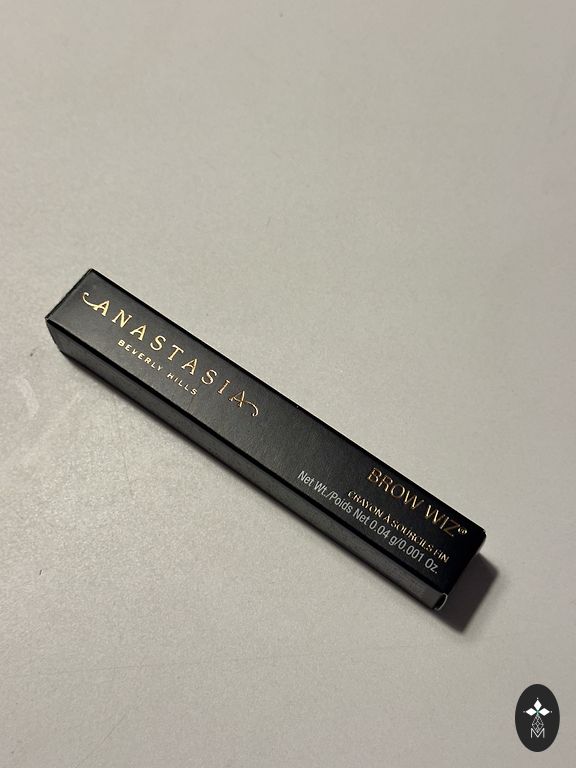 ANASTASIA
BEVERLY HILLS
BROW WIZ®
CRAYON À SOURCILS FIN
Net Wt./Poids Net 0.04 g/0.001 Oz.
M